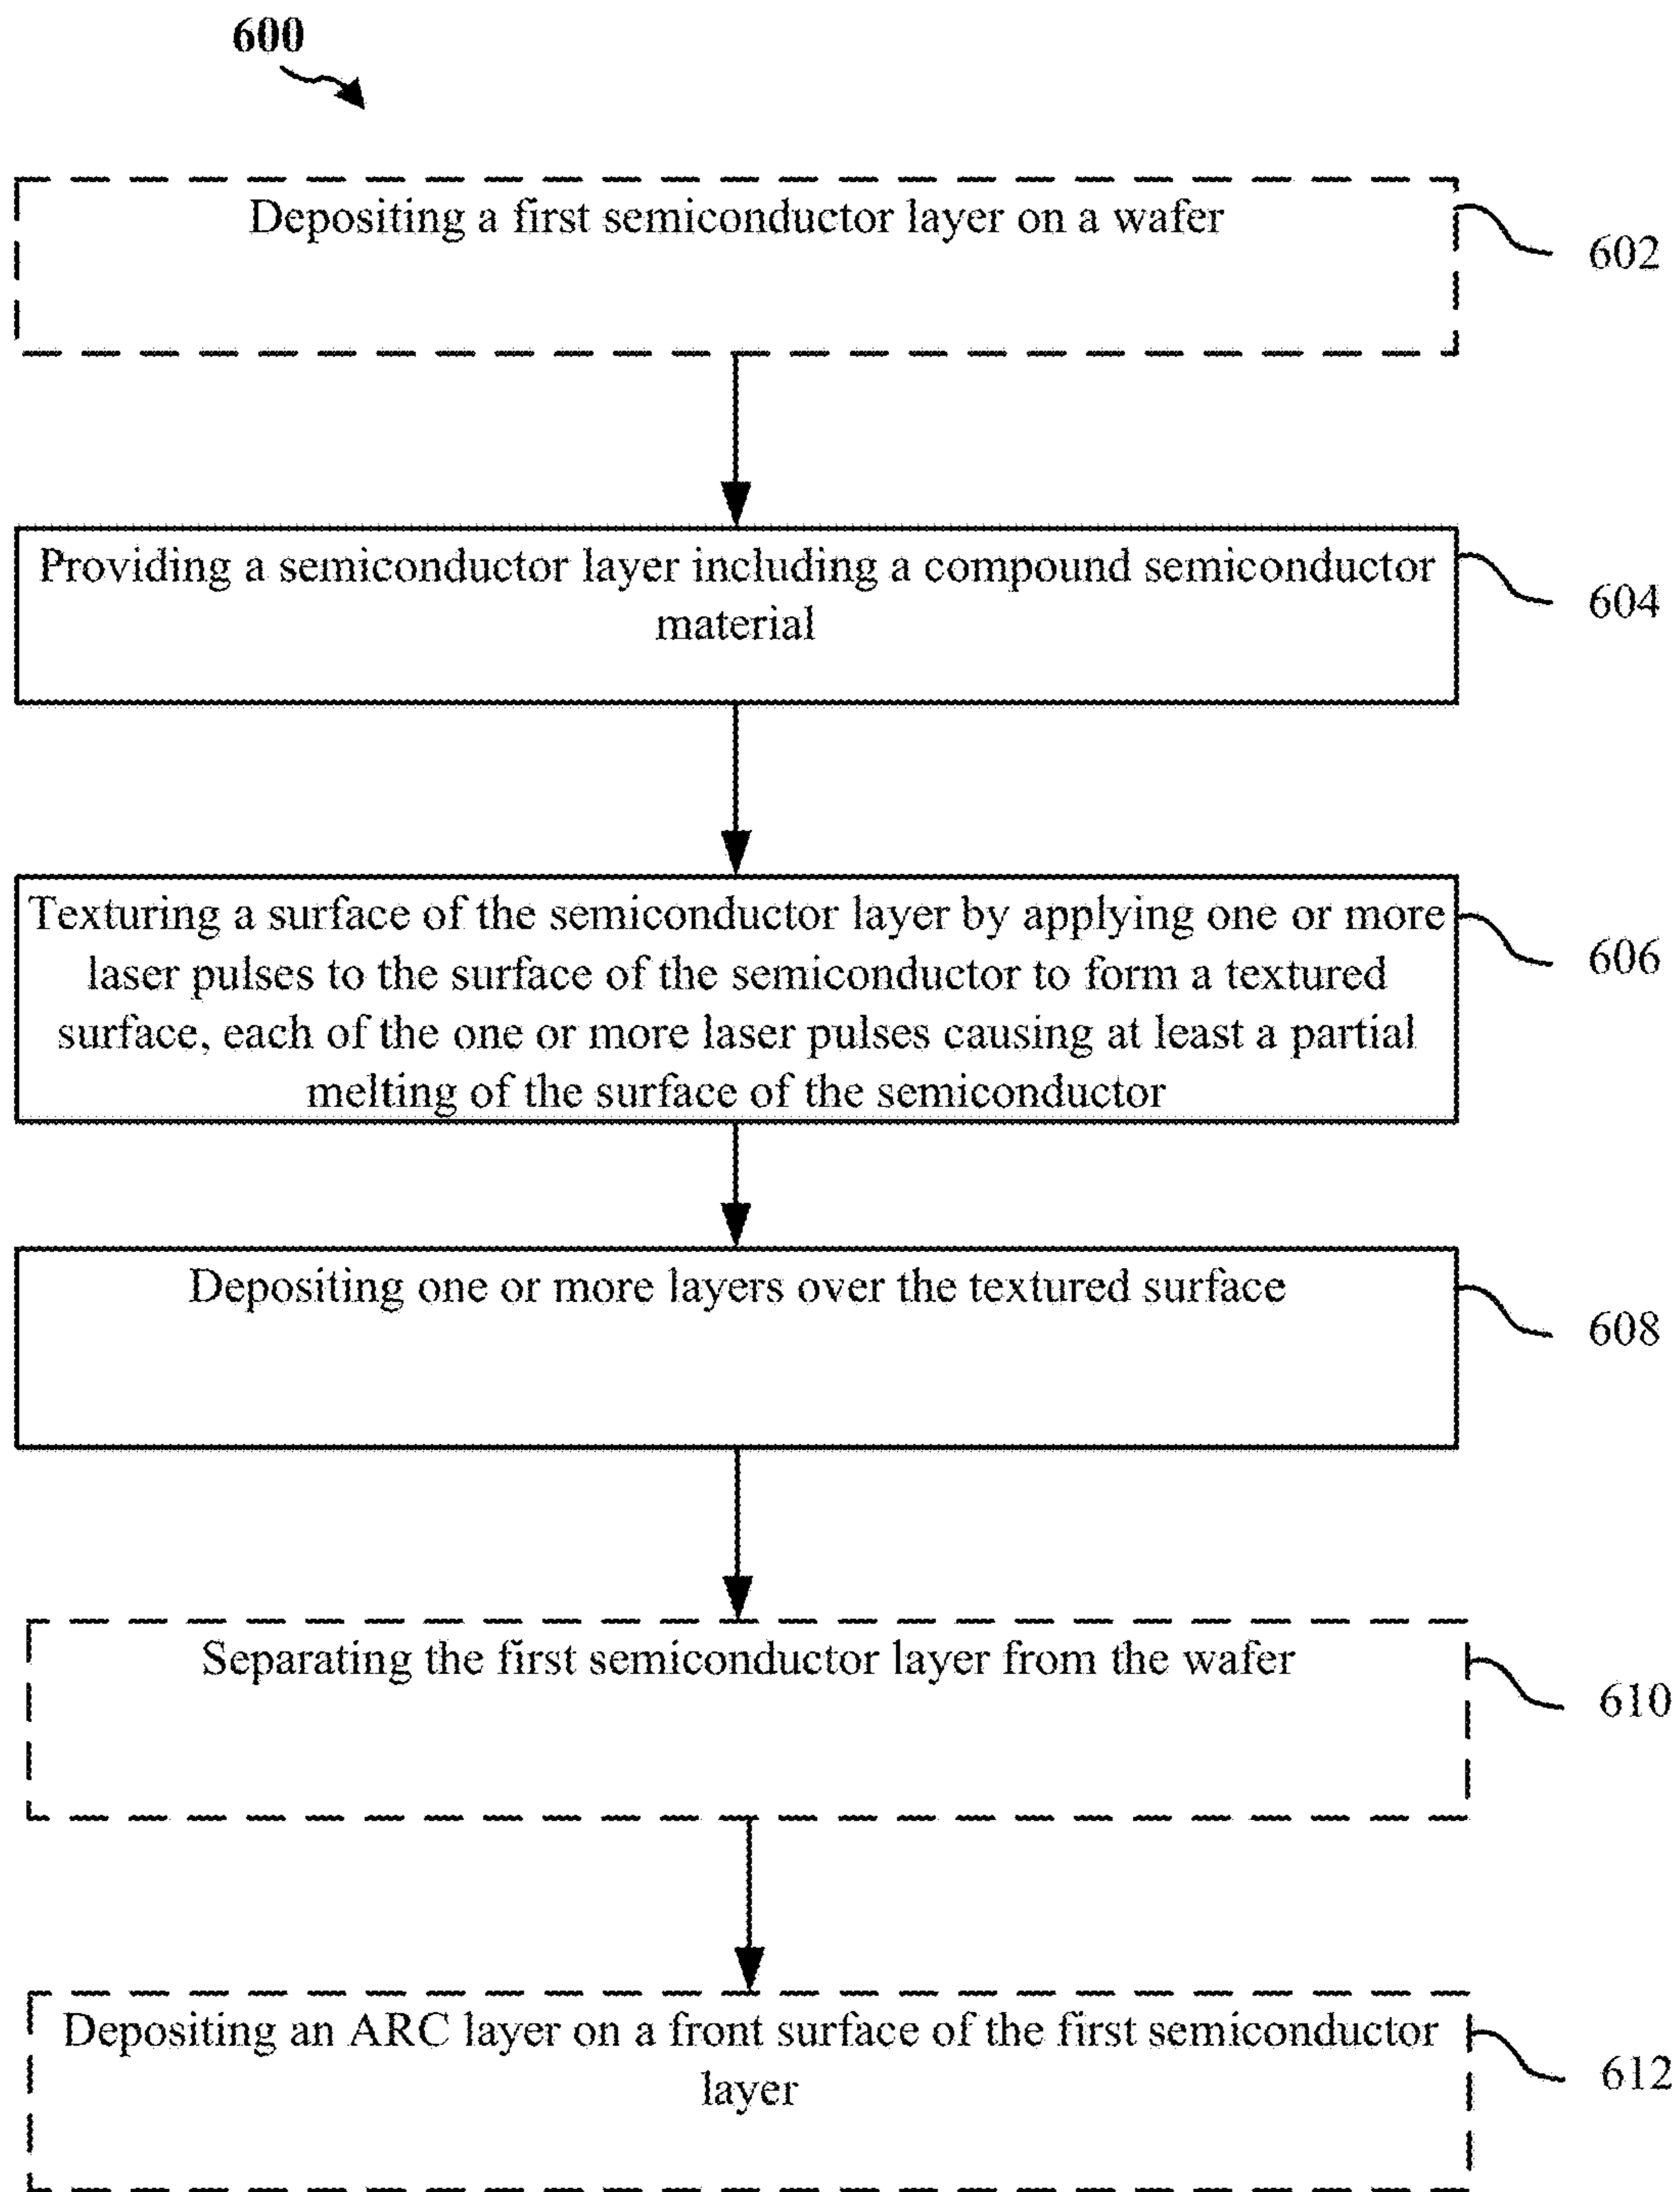 600
Depositing a first semiconductor layer on a wafer
602
Providing a semiconductor layer including a compound semiconductor
material
604
Texturing a surface of the semiconductor layer by applying one or more
laser pulses to the surface of the semiconductor to form a textured
surface, each of the one or more laser pulses causing at least a partial
melting of the surface of the semiconductor
606
Depositing one or more layers over the textured surface
608
Separating the first semiconductor layer from the wafer
610
Depositing an ARC layer on a front surface of the first semiconductor
layer
612